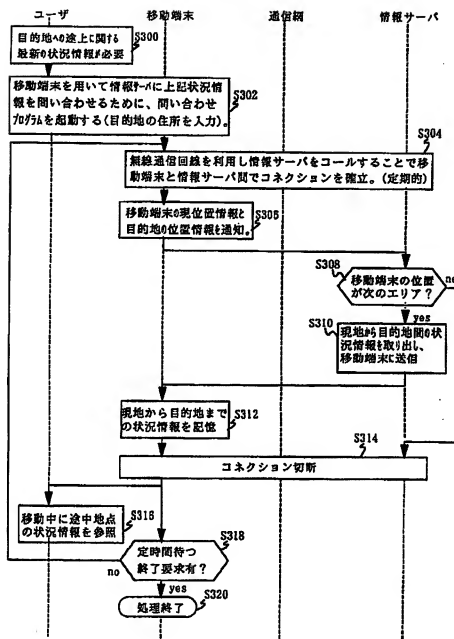 ユーザ
移動端末
通信網
情報サーバ
S300
目的地への途上に関する
最新の状況情報が必要
S302
移動端末を用いて情報サーバに上記状況情
報を問い合わせるために、問い合わせ
プログラムを起動する(目的地の住所を入力)。
S304
無線通信回線を利用し情報サーバをコールすることで移
動端末と情報サーバ間でコネクションを確立。(定期的)
S306
移動端末の現位置情報と
目的地の位置情報を通知。
S308
移動端末の位置
が次のエリア?
no
yes
S310
現地から目的地間の状
況情報を取り出し、
移動端末に送信
S312
現地から目的地まで
の状況情報を記憶
S314
コネクション切断
S316
移動中に途中地点
の状況情報を参照
S318
定時間待つ
終了要求有?
no
yes
S320
処理終了